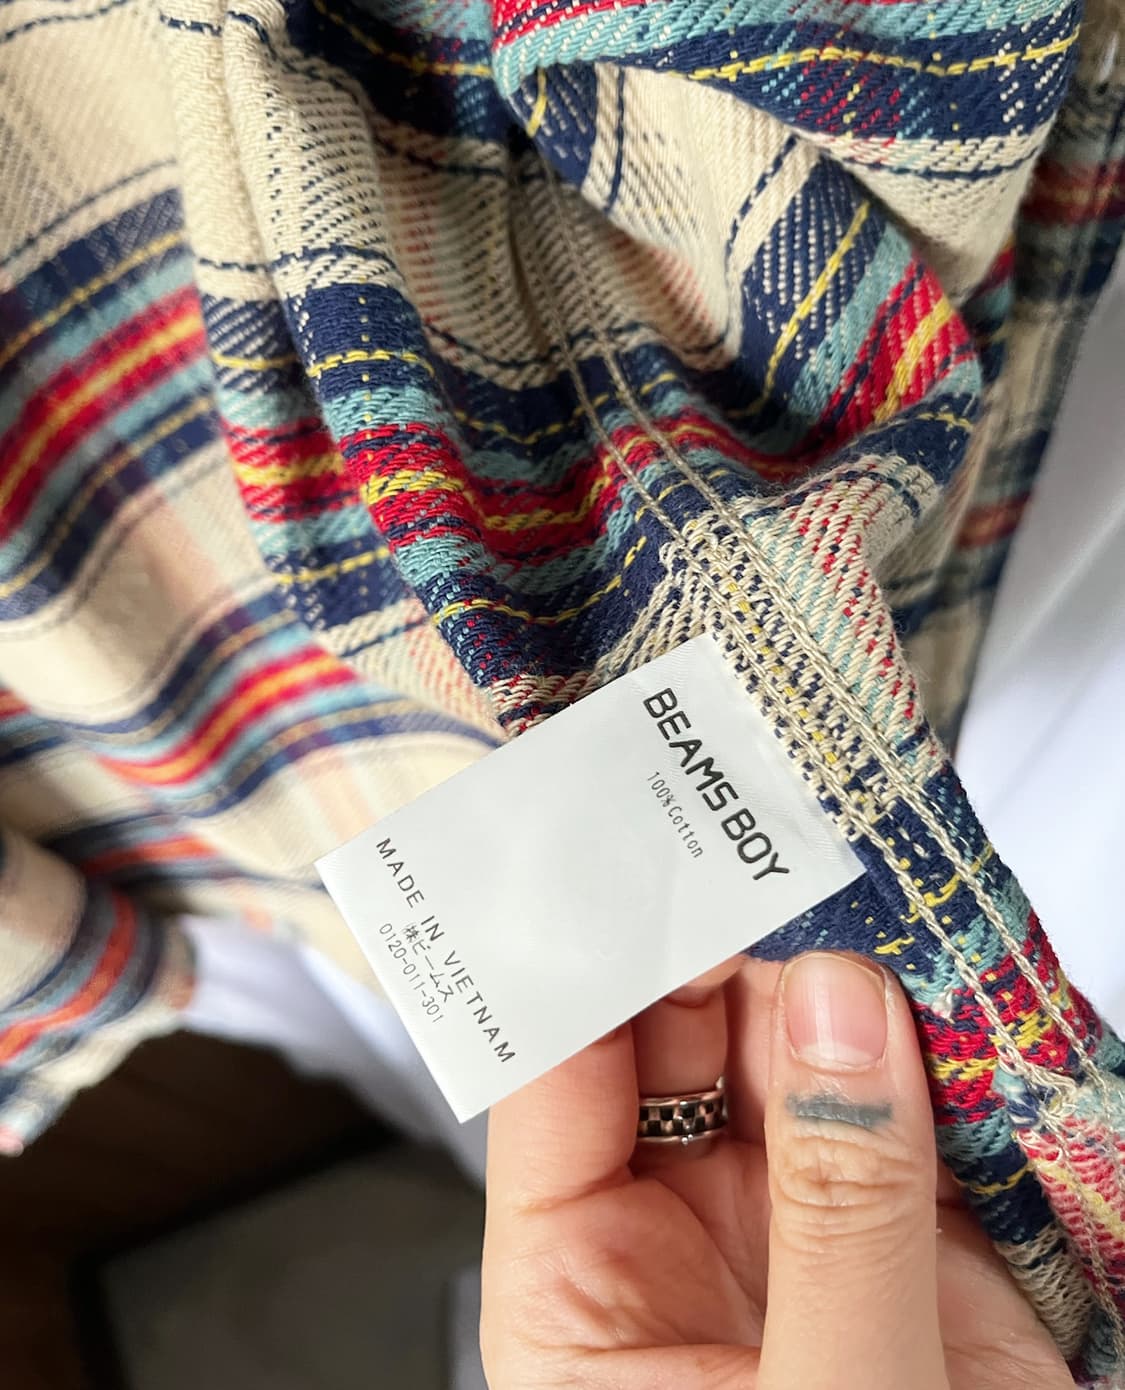 BEAMS BOY
100%Cotton
MADE IN VIETNAM
㈱ビームス
0120-011-301